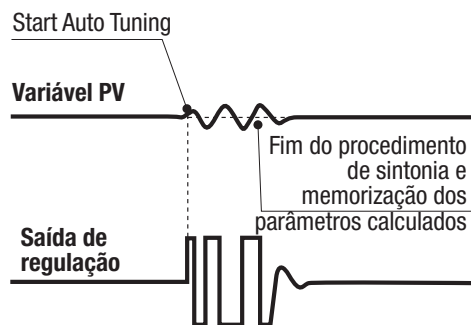 Start Auto Tuning
Variável PV
Fim do procedimento
de sintonia e
memorização dos
parâmetros calculados
Saída de
regulação